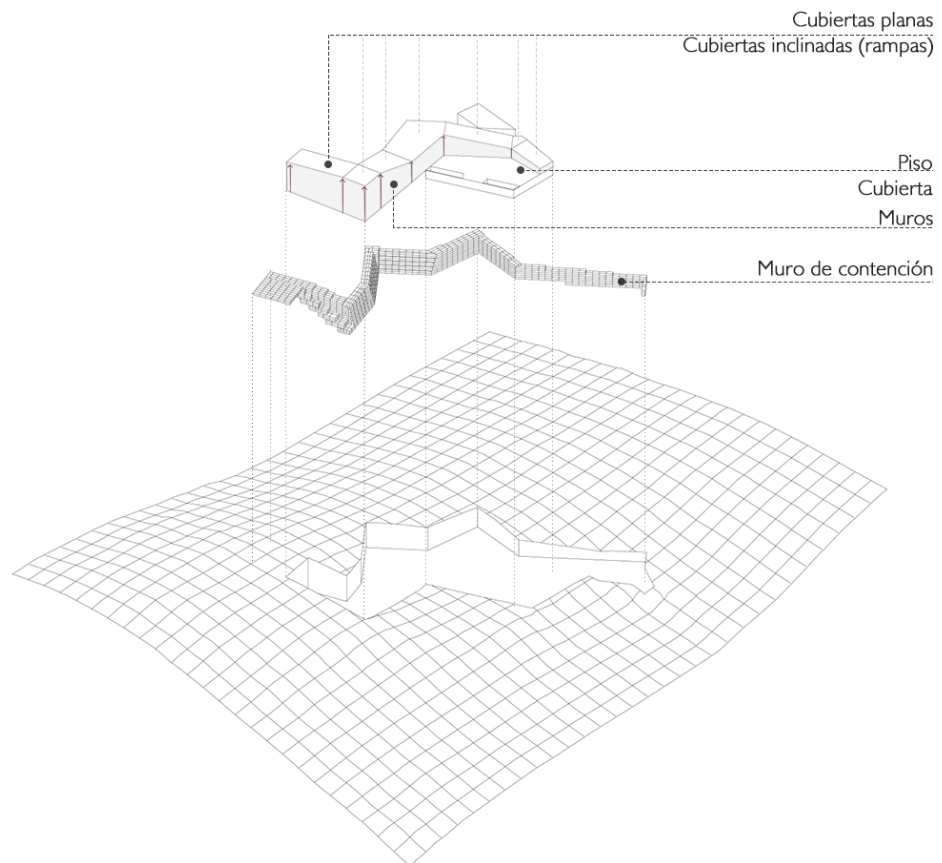 Cubiertas planas
Cubiertas inclinadas (rampas)
Piso
Cubierta
Muros
Muro de contención